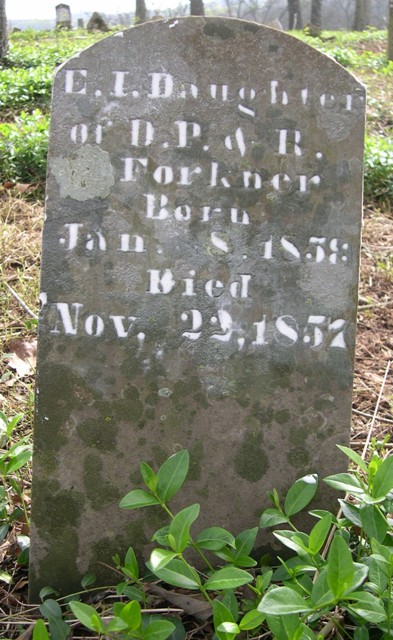 E. I. Daughter
of D. P. & R.
Forkner
Born
Jan. 8. 1858
Died
Nov, 22, 1857